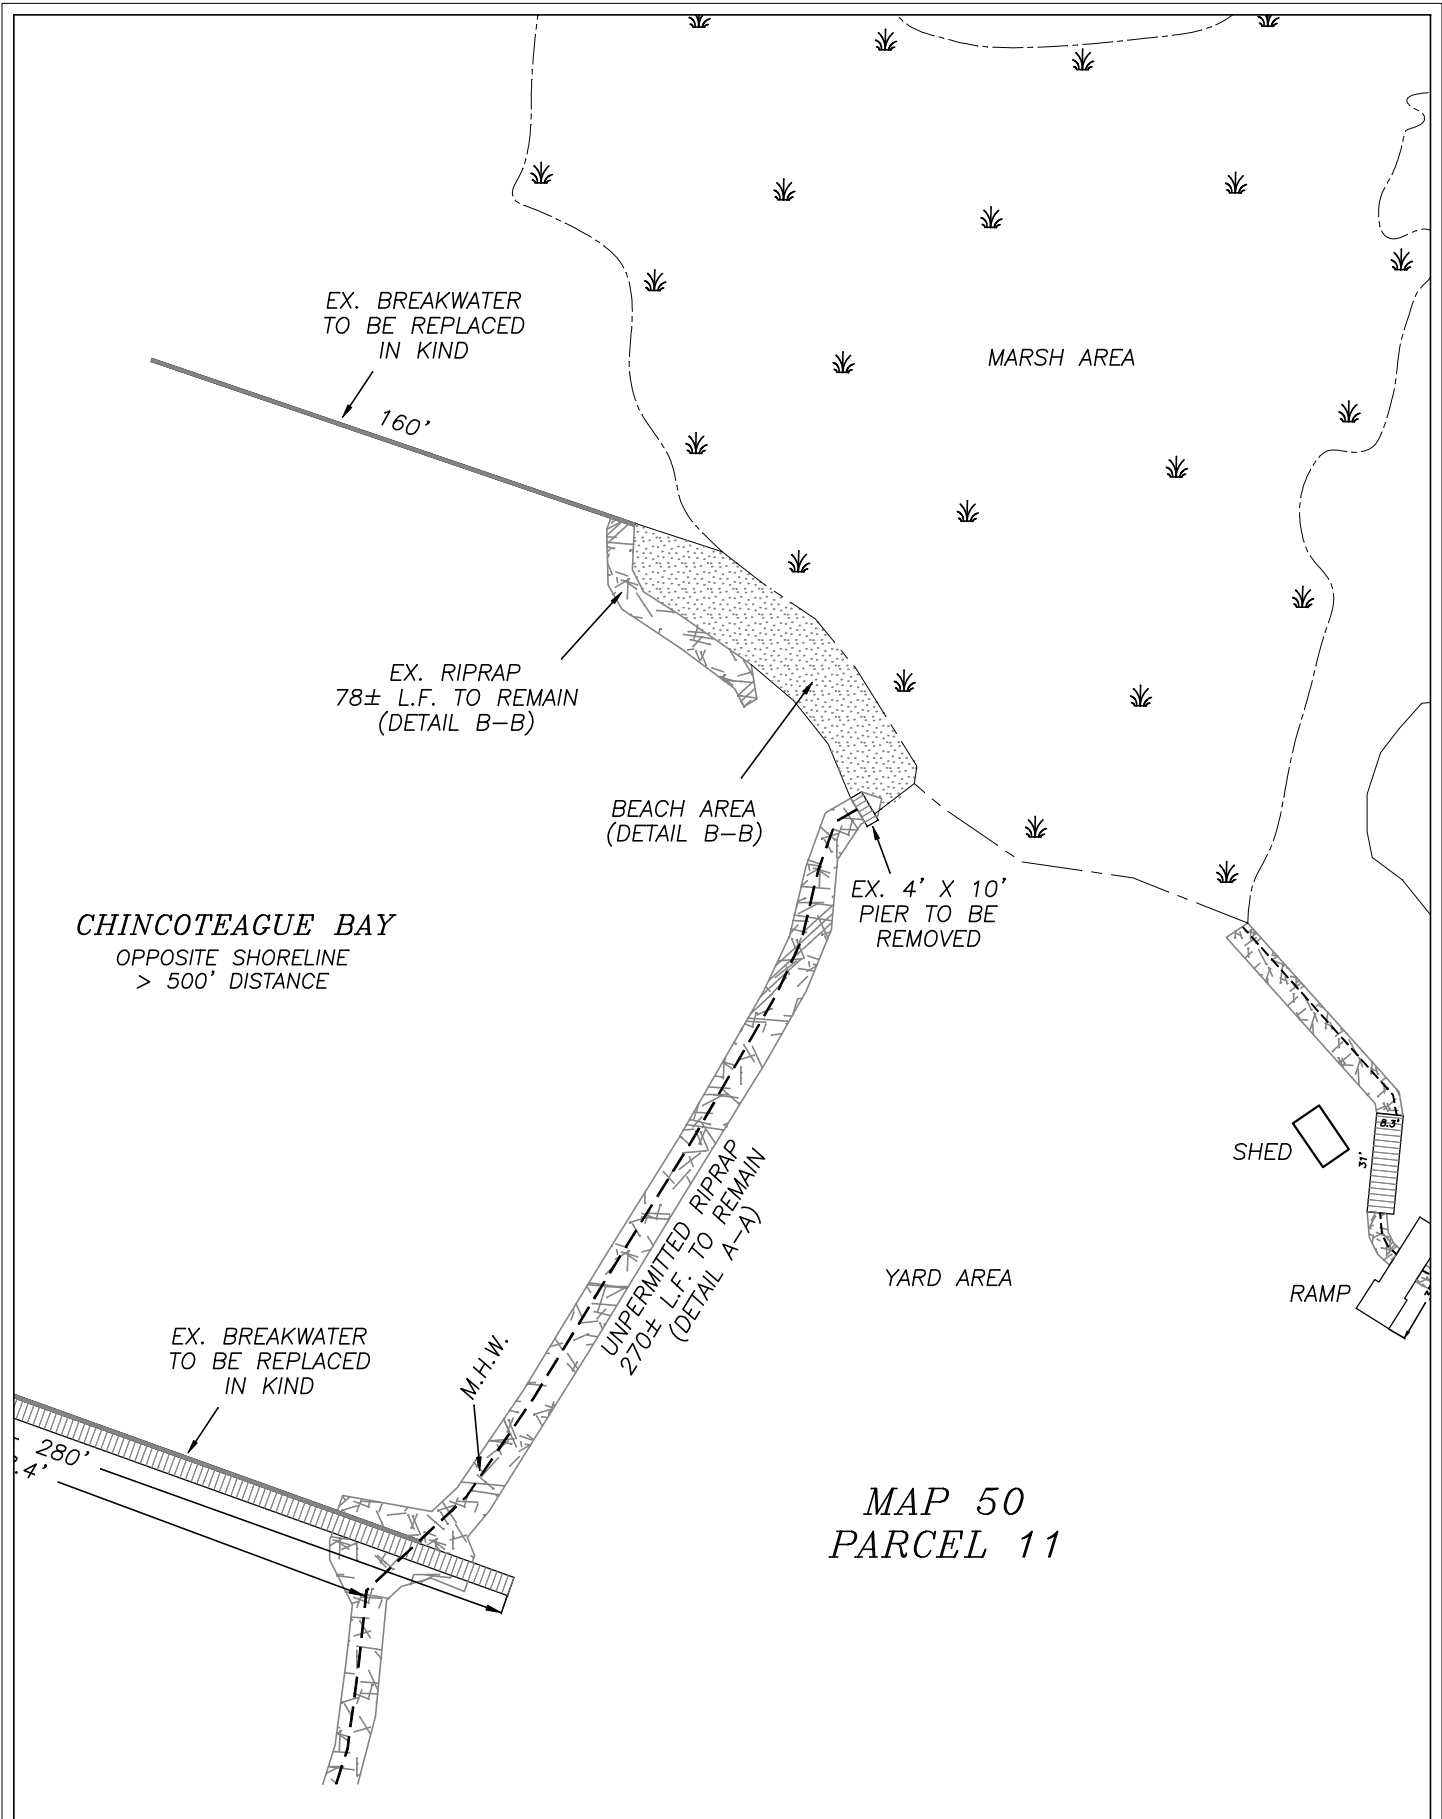 EX. BREAKWATER
TO BE REPLACED
IN KIND
160'
MARSH AREA
EX. RIPRAP
78± L.F. TO REMAIN
(DETAIL B-B)
BEACH AREA
(DETAIL B-B)
EX. 4' X 10'
PIER TO BE
REMOVED
CHINCOTEAGUE BAY
OPPOSITE SHORELINE
> 500' DISTANCE
8.3'
31'
SHED
UNPERMITTED RIPRAP
270± L.F. TO REMAIN
(DETAIL A-A)
YARD AREA
RAMP
EX. BREAKWATER
TO BE REPLACED
IN KIND
M.H.W.
280'
.4'
MAP 50
PARCEL 11